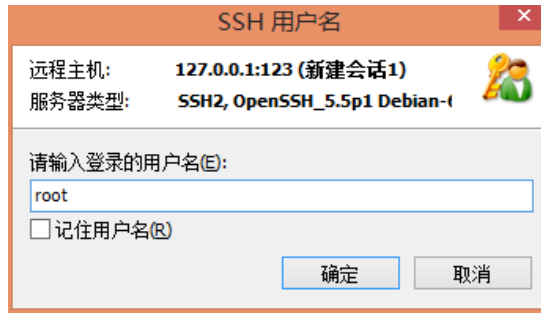 SSH 用户名
远程主机: 127.0.0.1:123 (新建会话1)
服务器类型: SSH2, OpenSSH_5.5p1 Debian-6
请输入登录的用户名(E):
root
记住用户名(R)
确定 取消